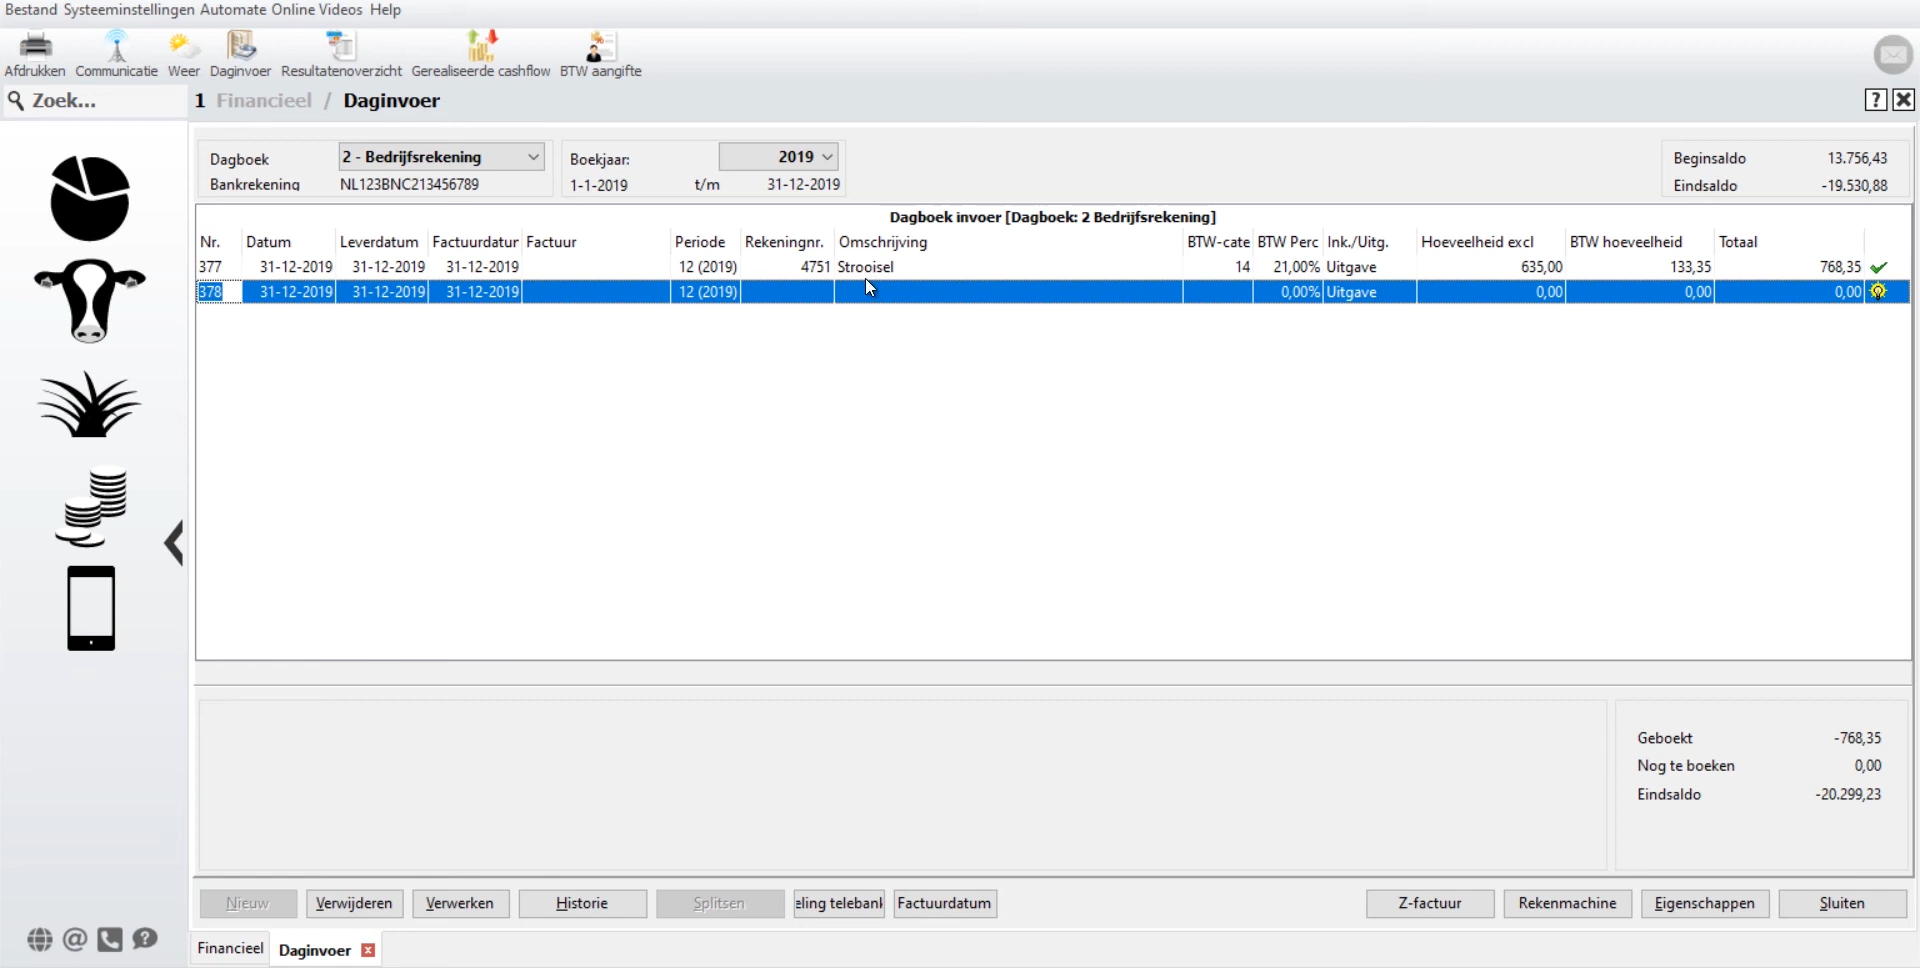 Bestand Systeeminstellingen Automate Online Videos Help
Afdrukken Communicatie Weer Daginvoer Resultatenoverzicht Gerealiseerde cashflow BTW aangifte
Zoek... 1 Financieel / Daginvoer ?
Dagboek 2 - Bedrijfsrekening Boekjaar: 2019 Beginsaldo 13.756,43
Bankrekening NL123BNC213456789 1-1-2019 t/m 31-12-2019 Eindsaldo -19.530,88
Dagboek invoer [Dagboek: 2 Bedrijfsrekening]
Nr. Datum Leverdatum Factuurdatur Factuur Periode Rekeningnr. Omschrijving BTW-cate BTW Perc Ink./Uitg. Hoeveelheid excl BTW hoeveelheid Totaal
377 31-12-2019 31-12-2019 31-12-2019 12 (2019) 4751 Strooisel 14 21,00% Uitgave 635,00 133,35 768,35
378 31-12-2019 31-12-2019 31-12-2019 12 (2019) 0,00% Uitgave 0,00 0,00 0,00
Geboekt -768,35
Nog te boeken 0,00
Eindsaldo -20.299,23
Nieuw Verwijderen Verwerken Historie Splitsen eling telebank Factuurdatum Z-factuur Rekenmachine Eigenschappen Sluiten
Financieel Daginvoer